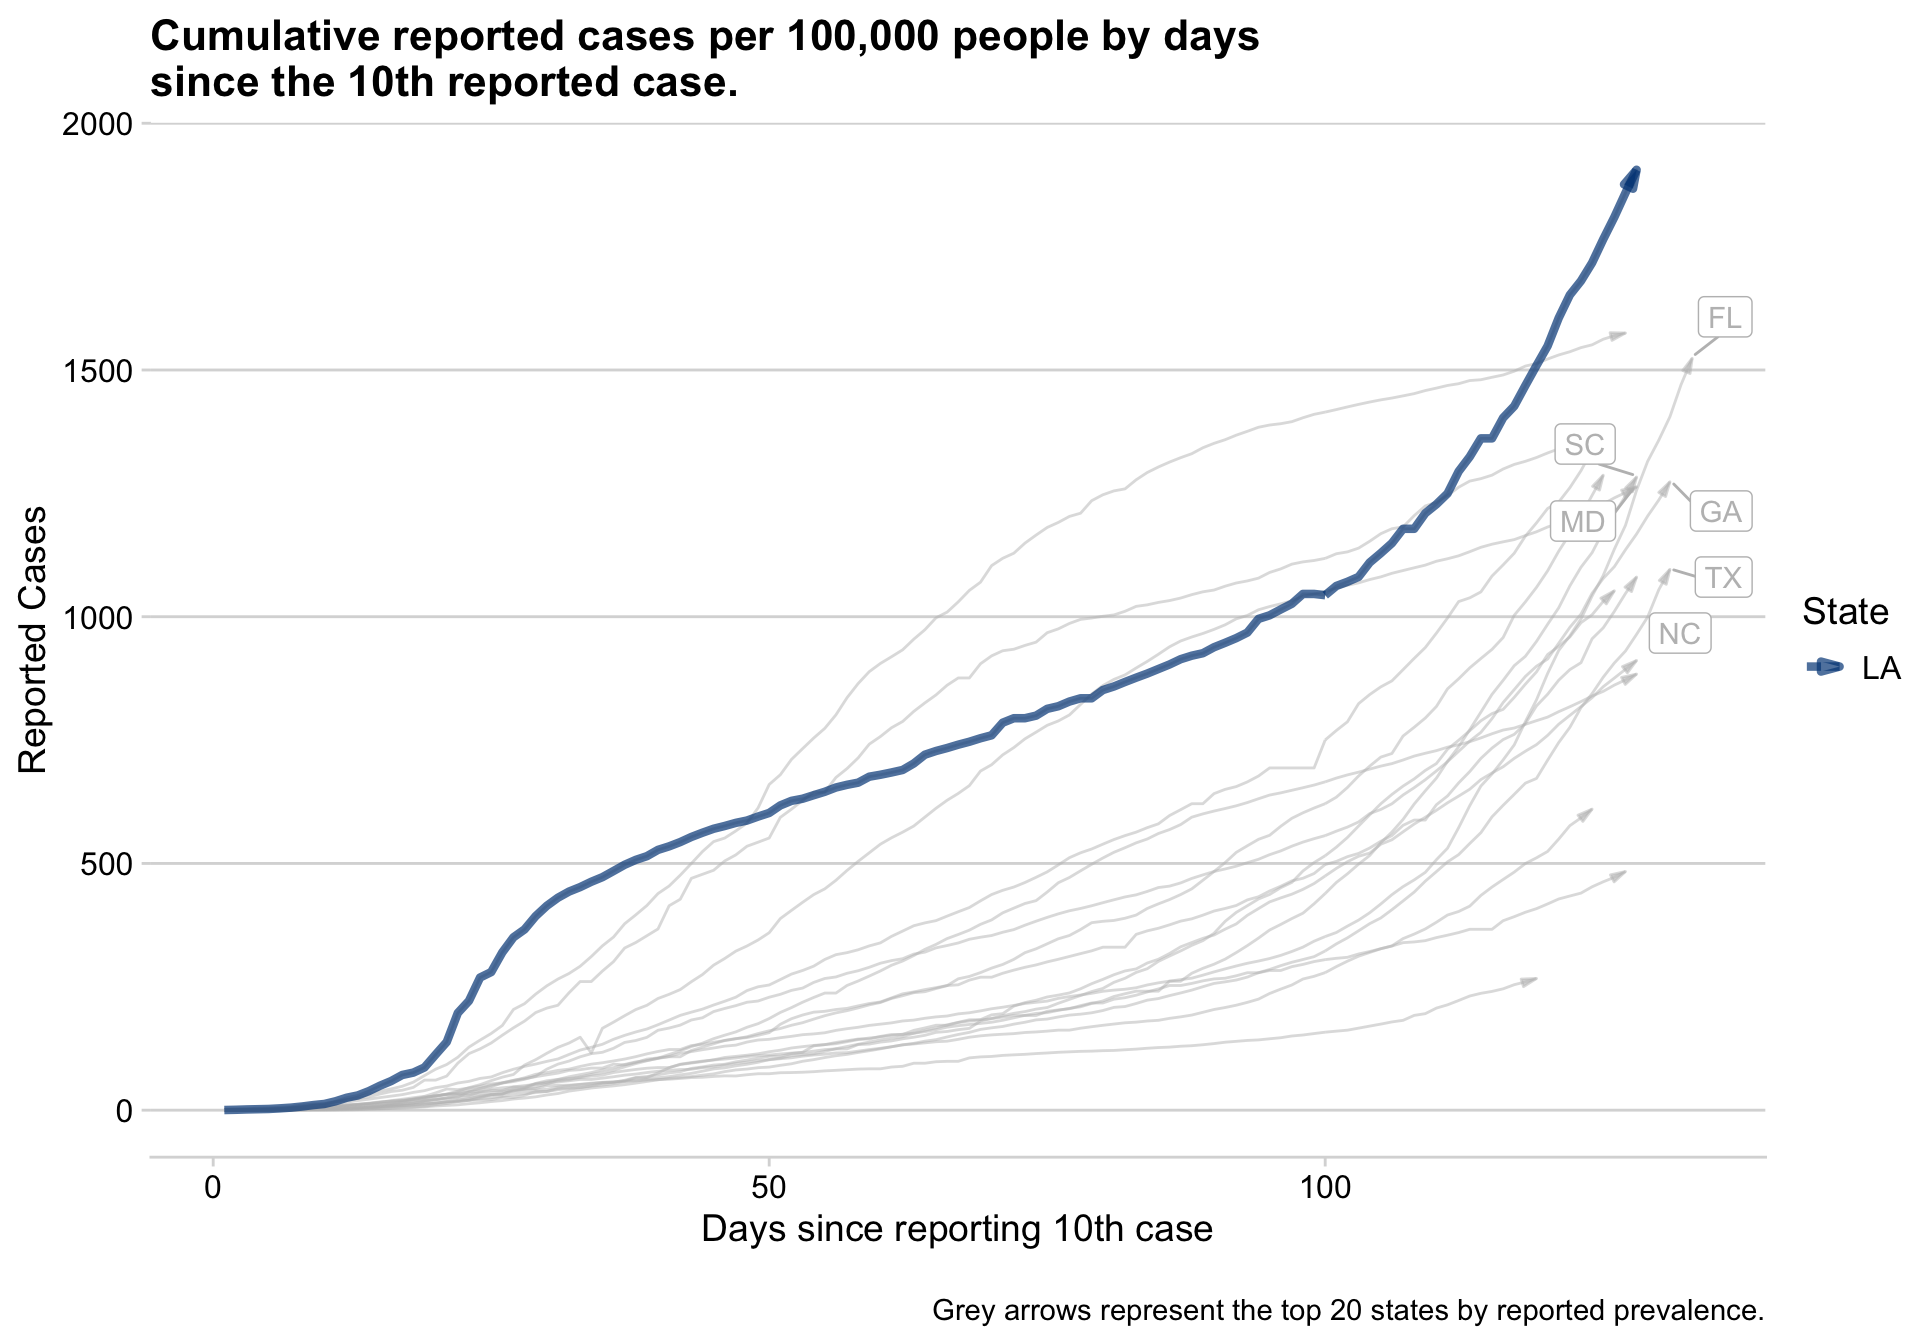 Cumulative reported cases per 100,000 people by days
since the 10th reported case.
2000
1500
1000
500
0
Reported Cases
FL
SC
MD
GA
TX
NC
State
LA
0
50
100
Days since reporting 10th case
Grey arrows represent the top 20 states by reported prevalence.